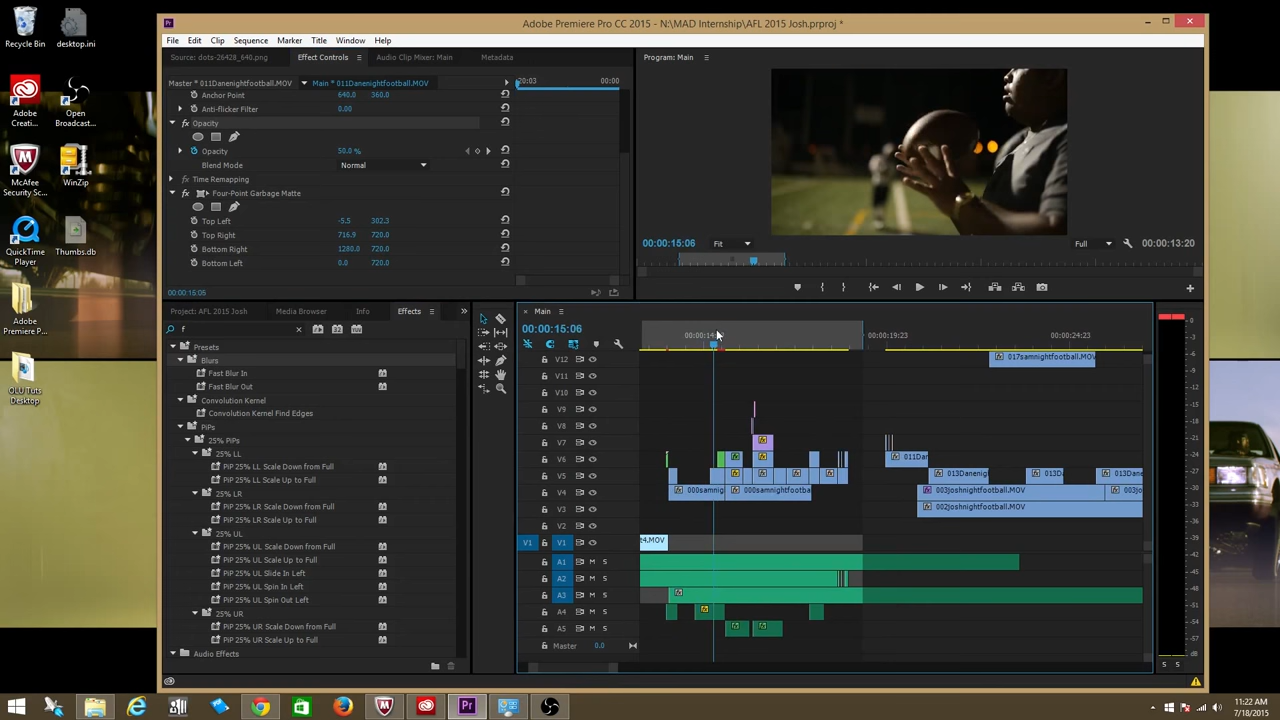 Adobe Premiere Pro CC 2015 - N:\MAD Internship\AFL 2015 Josh.prproj *
File Edit Clip Sequence Marker Title Window Help
Source: dots-26428_640.png Effect Controls Audio Clip Mixer: Main Metadata
Program: Main
Master * 011Danenightfootball.MOV Main * 011Danenightfootball.MOV
20:03 00:00
Anchor Point 640.0 360.0
Anti-flicker Filter 0.00
fx Opacity
Opacity 50.0 %
Blend Mode Normal
Time Remapping
fx Four-Point Garbage Matte
Top Left -5.5 302.3
Top Right 716.9 720.0
Bottom Right 1280.0 720.0
Bottom Left 0.0 720.0
00:00:15:05
00:00:15:06 Fit Full 00:00:13:20
Project: AFL 2015 Josh Media Browser Info Effects
f
Presets
Blurs
Fast Blur In
Fast Blur Out
Convolution Kernel
Convolution Kernel Find Edges
PiPs
25% PiPs
25% LL
PiP 25% LL Scale Down from Full
PiP 25% LL Scale Up to Full
25% LR
PiP 25% LR Scale Down from Full
PiP 25% LR Scale Up to Full
25% UL
PiP 25% UL Scale Down from Full
PiP 25% UL Scale Up to Full
PiP 25% UL Slide In Left
PiP 25% UL Spin In Left
PiP 25% UL Spin Out Left
25% UR
PiP 25% UR Scale Down from Full
PiP 25% UR Scale Up to Full
Audio Effects
Main
00:00:15:06
00:00:19:23 00:00:24:23
V12 017samnightfootball.MOV
V11
V10
V9
V8
V7
V6 011Dan
V5 013Danenight 013D 013Danen
V4 000samnig 000samnightfootba 003joshnightfootball.MOV 003jo
V3 002joshnightfootball.MOV
V2
V1 V1 t4.MOV
A1 M S
A2 M S
A3 M S
A4 M S
A5 M S
Master 0.0
0
-6
-12
-18
-24
-30
-36
-42
-48
-54
dB
S S
Recycle Bin
desktop.ini
Adobe Creati...
Open Broadcast...
McAfee Security Sc...
WinZip
QuickTime Player
Thumbs.db
Adobe Premiere P...
OLU Tuts Desktop
11:22 AM
7/18/2015